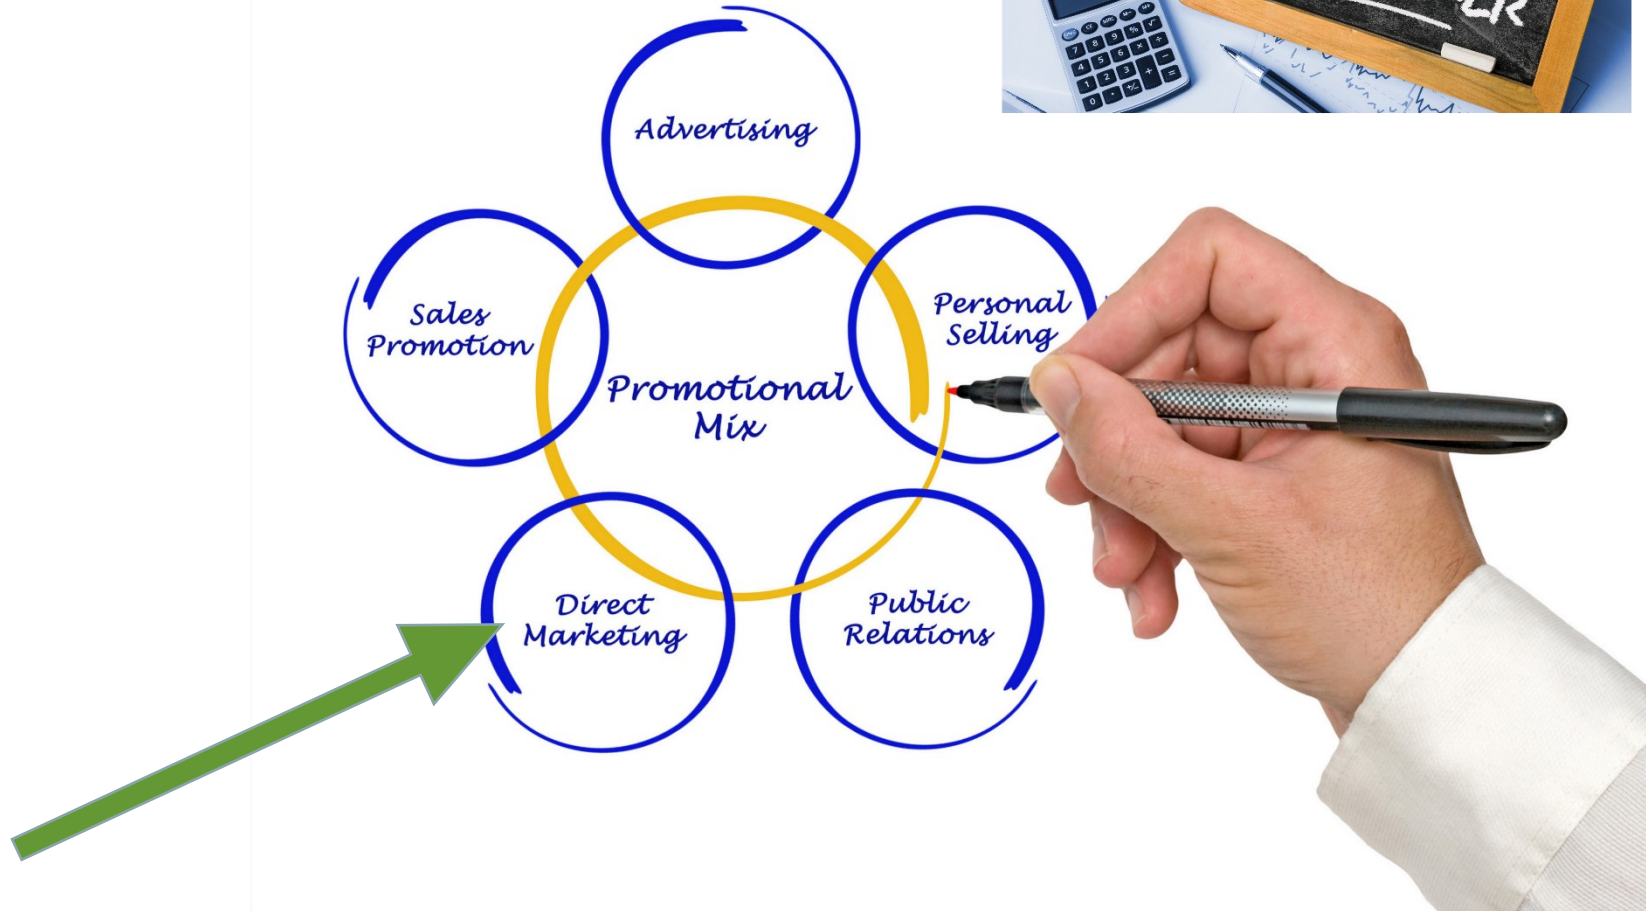 Advertising
Sales
Promotion
Personal
Selling
Promotional
Mix
Direct
Marketing
Public
Relations